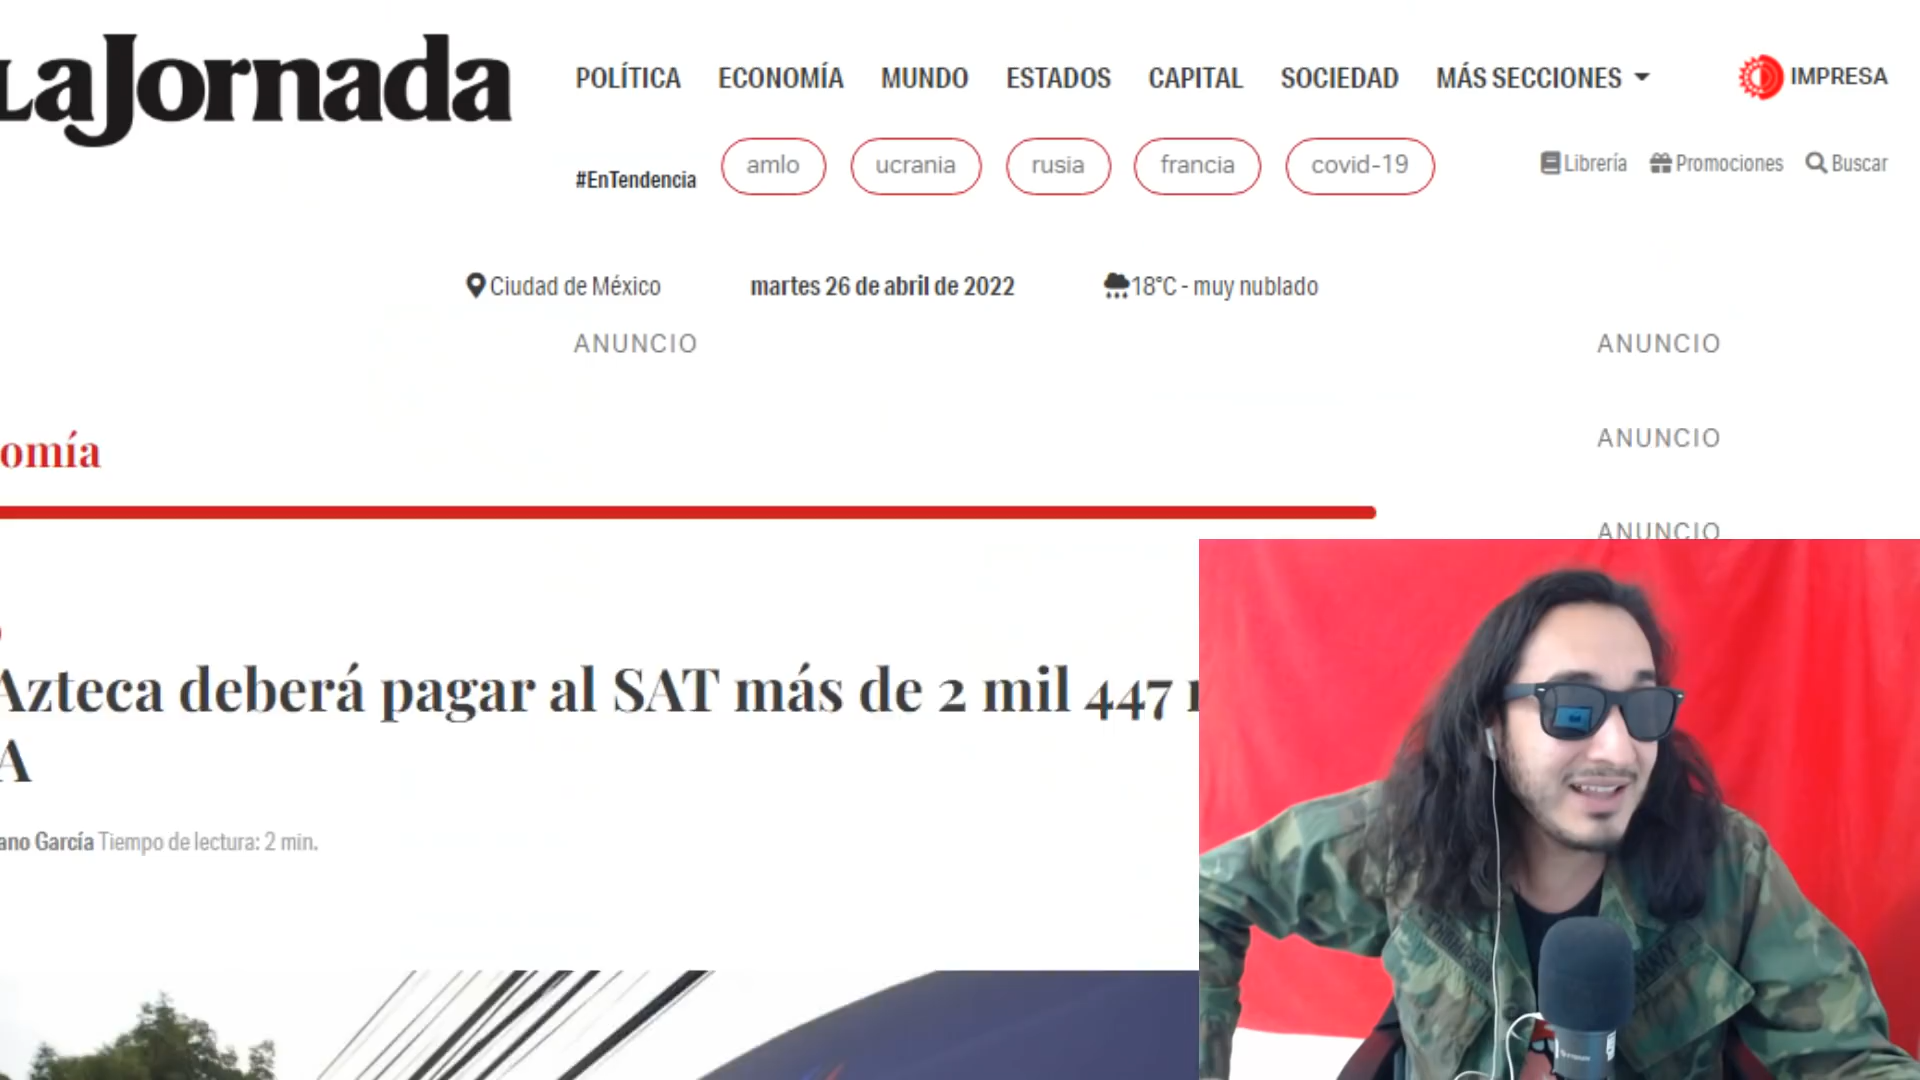 LaJornada
POLÍTICA ECONOMÍA MUNDO ESTADOS CAPITAL SOCIEDAD MÁS SECCIONES
IMPRESA
#EnTendencia amlo ucrania rusia francia covid-19
Librería Promociones Buscar
Ciudad de México martes 26 de abril de 2022 18°C - muy nublado
ANUNCIO ANUNCIO
ANUNCIO
omía
ANUNCIO
Azteca deberá pagar al SAT más de 2 mil 447
A
ano García Tiempo de lectura: 2 min.